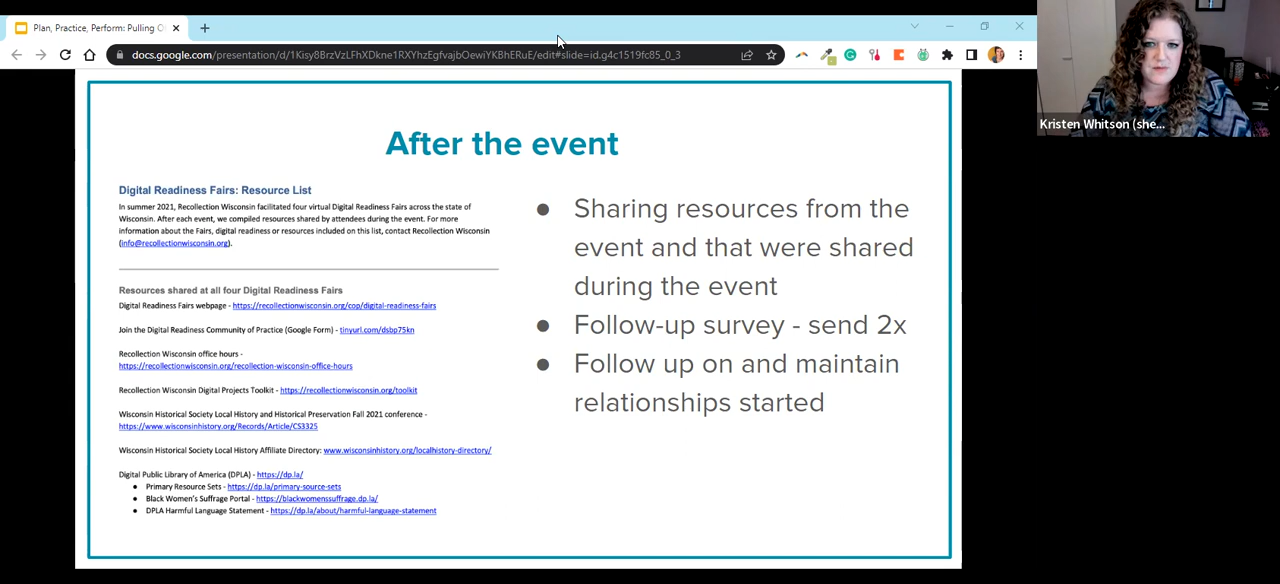 Plan, Practice, Perform: Pulling O
docs.google.com/presentation/d/1Kisy8BrzVzLFhXDkne1RXYhzEgfvajbOewiYKBhERuE/edit#slide=id.g4c1519fc85_0_3
Kristen Whitson (she...
After the event
Digital Readiness Fairs: Resource List
In summer 2021, Recollection Wisconsin facilitated four virtual Digital Readiness Fairs across the state of
Wisconsin. After each event, we compiled resources shared by attendees during the event. For more
information about the Fairs, digital readiness or resources included on this list, contact Recollection Wisconsin
(info@recollectionwisconsin.org).
Resources shared at all four Digital Readiness Fairs
Digital Readiness Fairs webpage - https://recollectionwisconsin.org/cop/digital-readiness-fairs
Join the Digital Readiness Community of Practice (Google Form) - tinyurl.com/dsbp75kn
Recollection Wisconsin office hours -
https://recollectionwisconsin.org/recollection-wisconsin-office-hours
Recollection Wisconsin Digital Projects Toolkit - https://recollectionwisconsin.org/toolkit
Wisconsin Historical Society Local History and Historical Preservation Fall 2021 conference -
https://www.wisconsinhistory.org/Records/Article/CS3325
Wisconsin Historical Society Local History Affiliate Directory: www.wisconsinhistory.org/localhistory-directory/
Digital Public Library of America (DPLA) - https://dp.la/
● Primary Resource Sets - https://dp.la/primary-source-sets
● Black Women's Suffrage Portal - https://blackwomenssuffrage.dp.la/
● DPLA Harmful Language Statement - https://dp.la/about/harmful-language-statement
● Sharing resources from the
event and that were shared
during the event
● Follow-up survey - send 2x
● Follow up on and maintain
relationships started